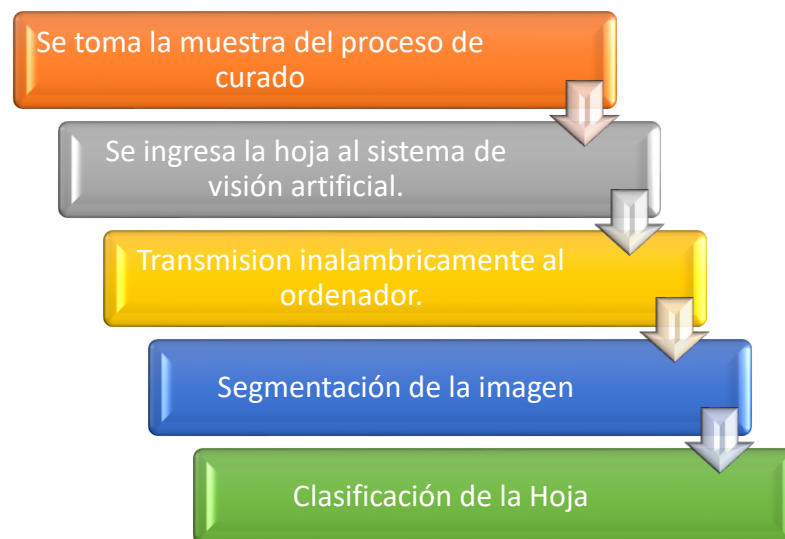 Se toma la muestra del proceso de
curado
Se ingresa la hoja al sistema de
visión artificial.
Transmision inalambricamente al
ordenador.
Segmentación de la imagen
Clasificación de la Hoja